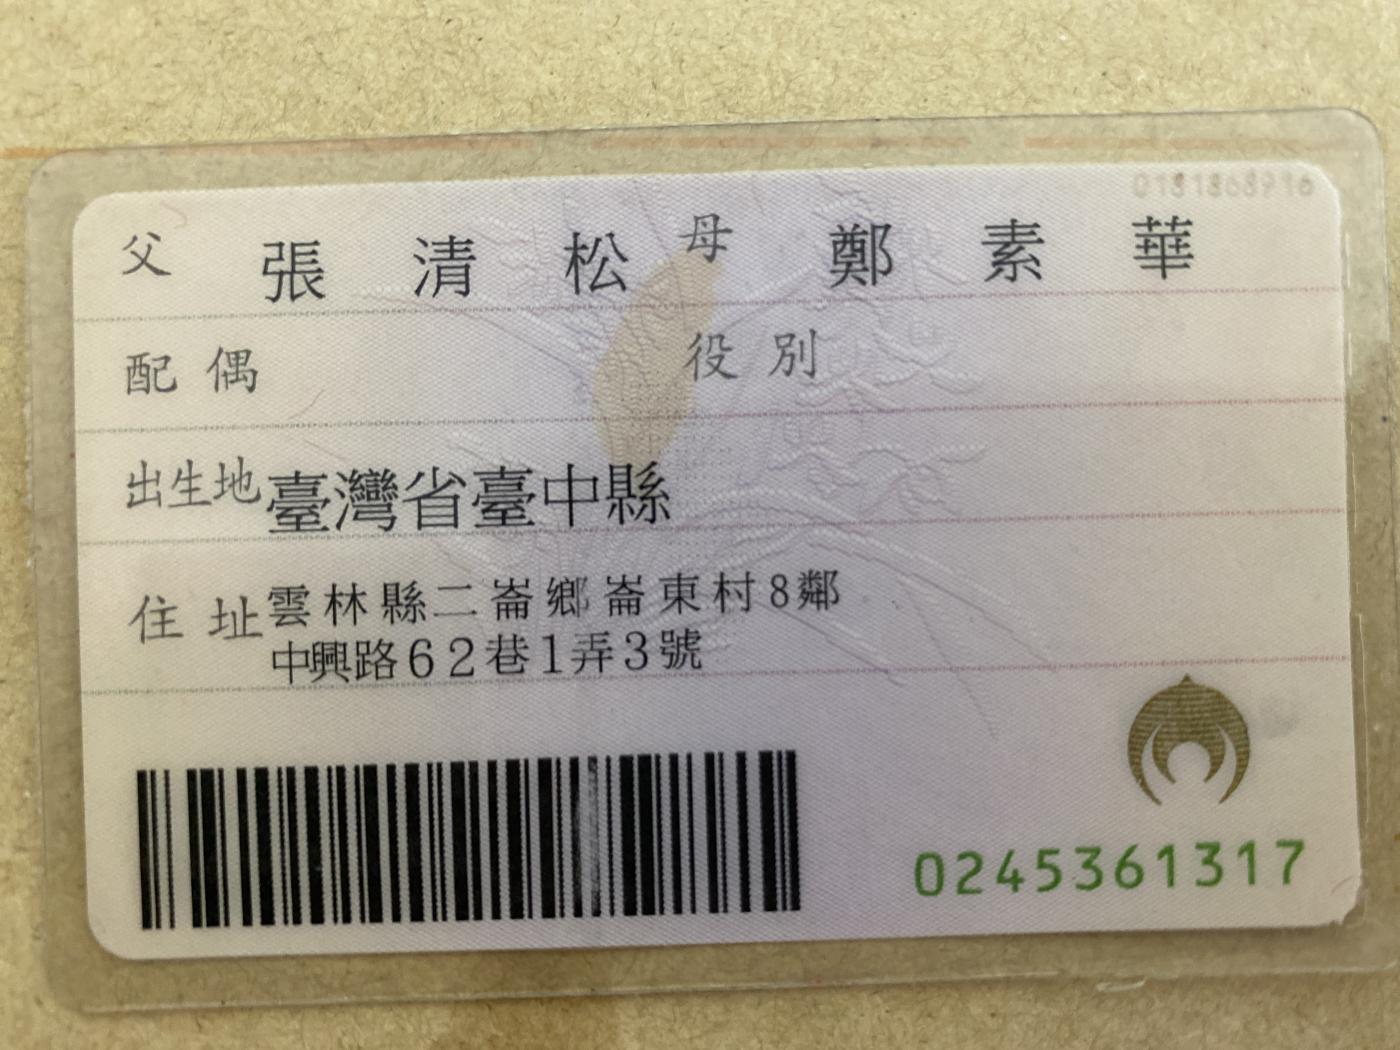 0181868916
父 張清松 母 鄭素華
配偶 役別
出生地 臺灣省臺中縣
住址 雲林縣二崙鄉崙東村8鄰
中興路62巷1弄3號
0245361317